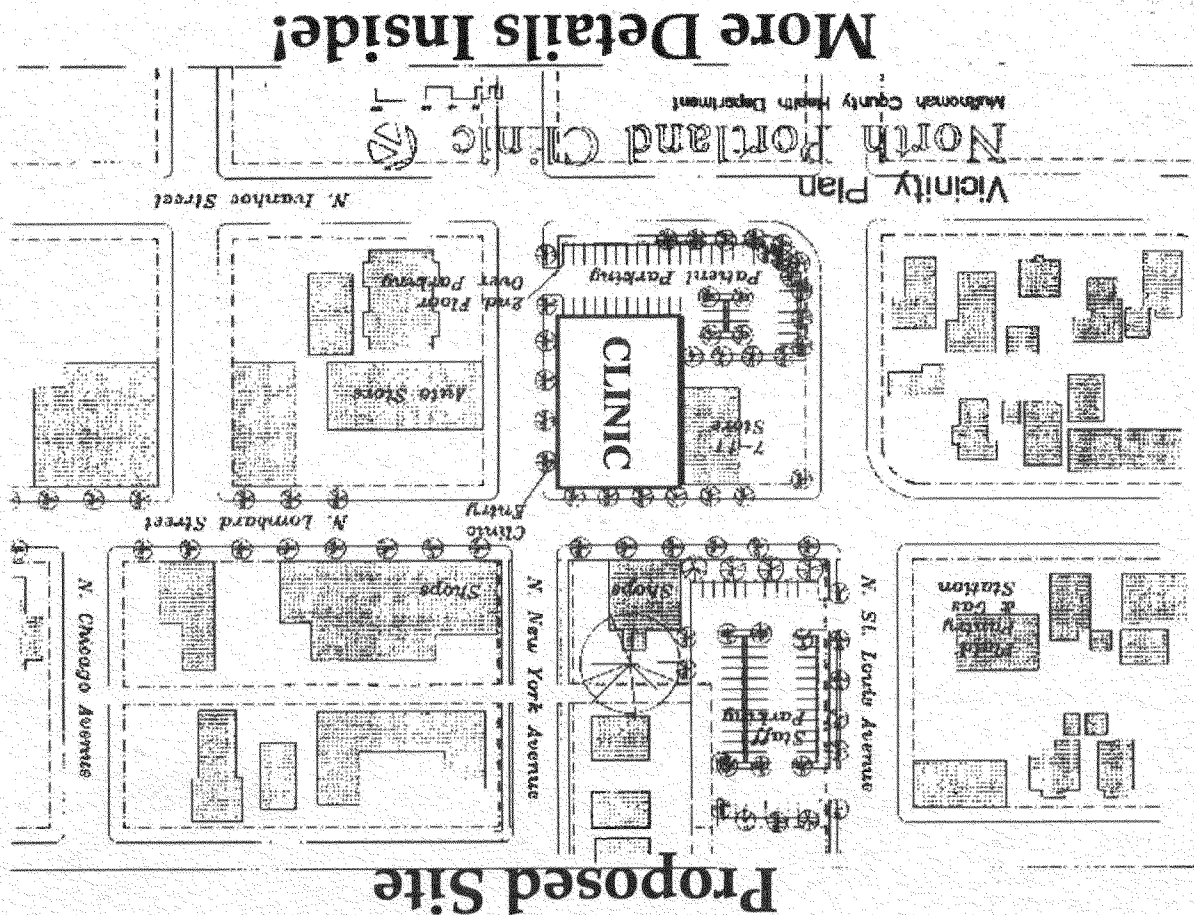 Proposed Site
Staff
Parking
Plaid
Pantry
& Gas
Station
N. St. Louis Avenue
N. New York Avenue
N. Chicago Avenue
Shops
Shops
Clinic
Entry
N. Lombard Street
7-11
Store
CLINIC
Auto Store
Patient Parking
2nd Floor
Over Parking
N. Ivanhoe Street
Vicinity Plan
North Portland Clinic
Multnomah County Health Department
More Details Inside!